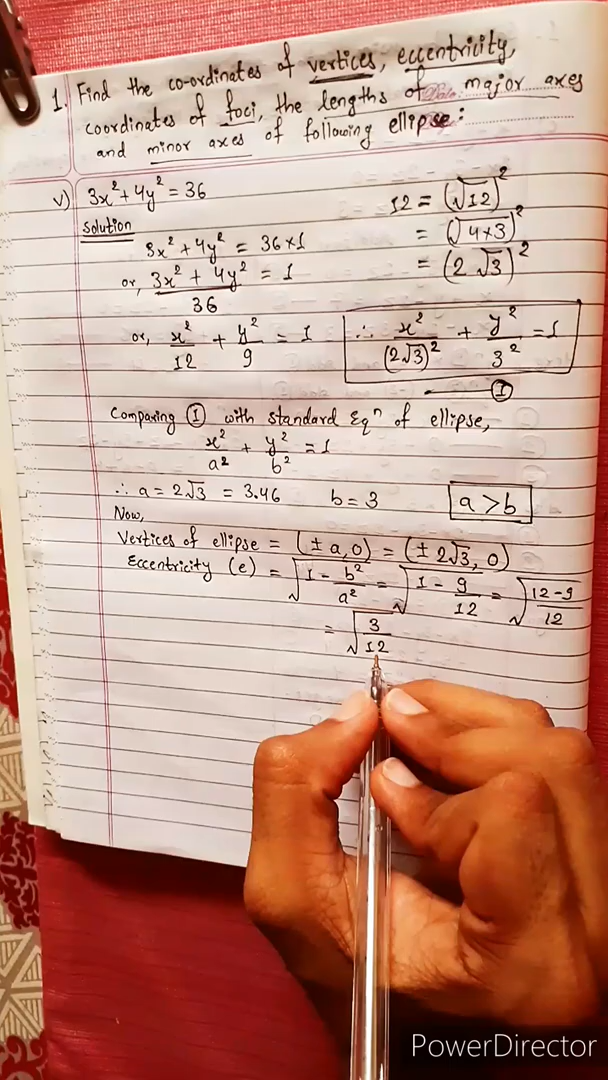 1. Find the co-ordinates of vertices, eccentricity,
coordinates of foci, the lengths of major axes
and minor axes of following ellipse:
v) 3x² + 4y² = 36
Solution
3x² + 4y² = 36×1
or, (3x² + 4y²)/36 = 1
or, x²/12 + y²/9 = 1
12 = (√12)²
= (√4×3)²
= (2√3)²
∴ x²/(2√3)² + y²/3² = 1
I
Comparing I with standard Eqⁿ of ellipse,
x²/a² + y²/b² = 1
∴ a = 2√3 = 3.46 b = 3 a > b
Now,
Vertices of ellipse = (± a, 0) = (± 2√3, 0)
Eccentricity (e) = √(1 - b²/a²) = √(1 - 9/12) = √((12-9)/12)
= √(3/12)
PowerDirector